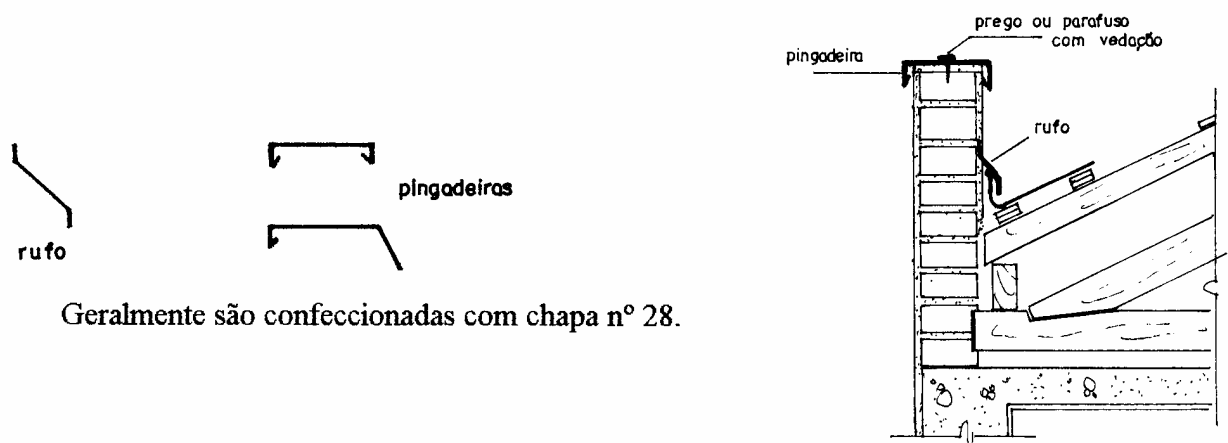 rufo
pingadeiras
Geralmente são confeccionadas com chapa nº 28.
prego ou parafuso
com vedação
pingadeira
rufo